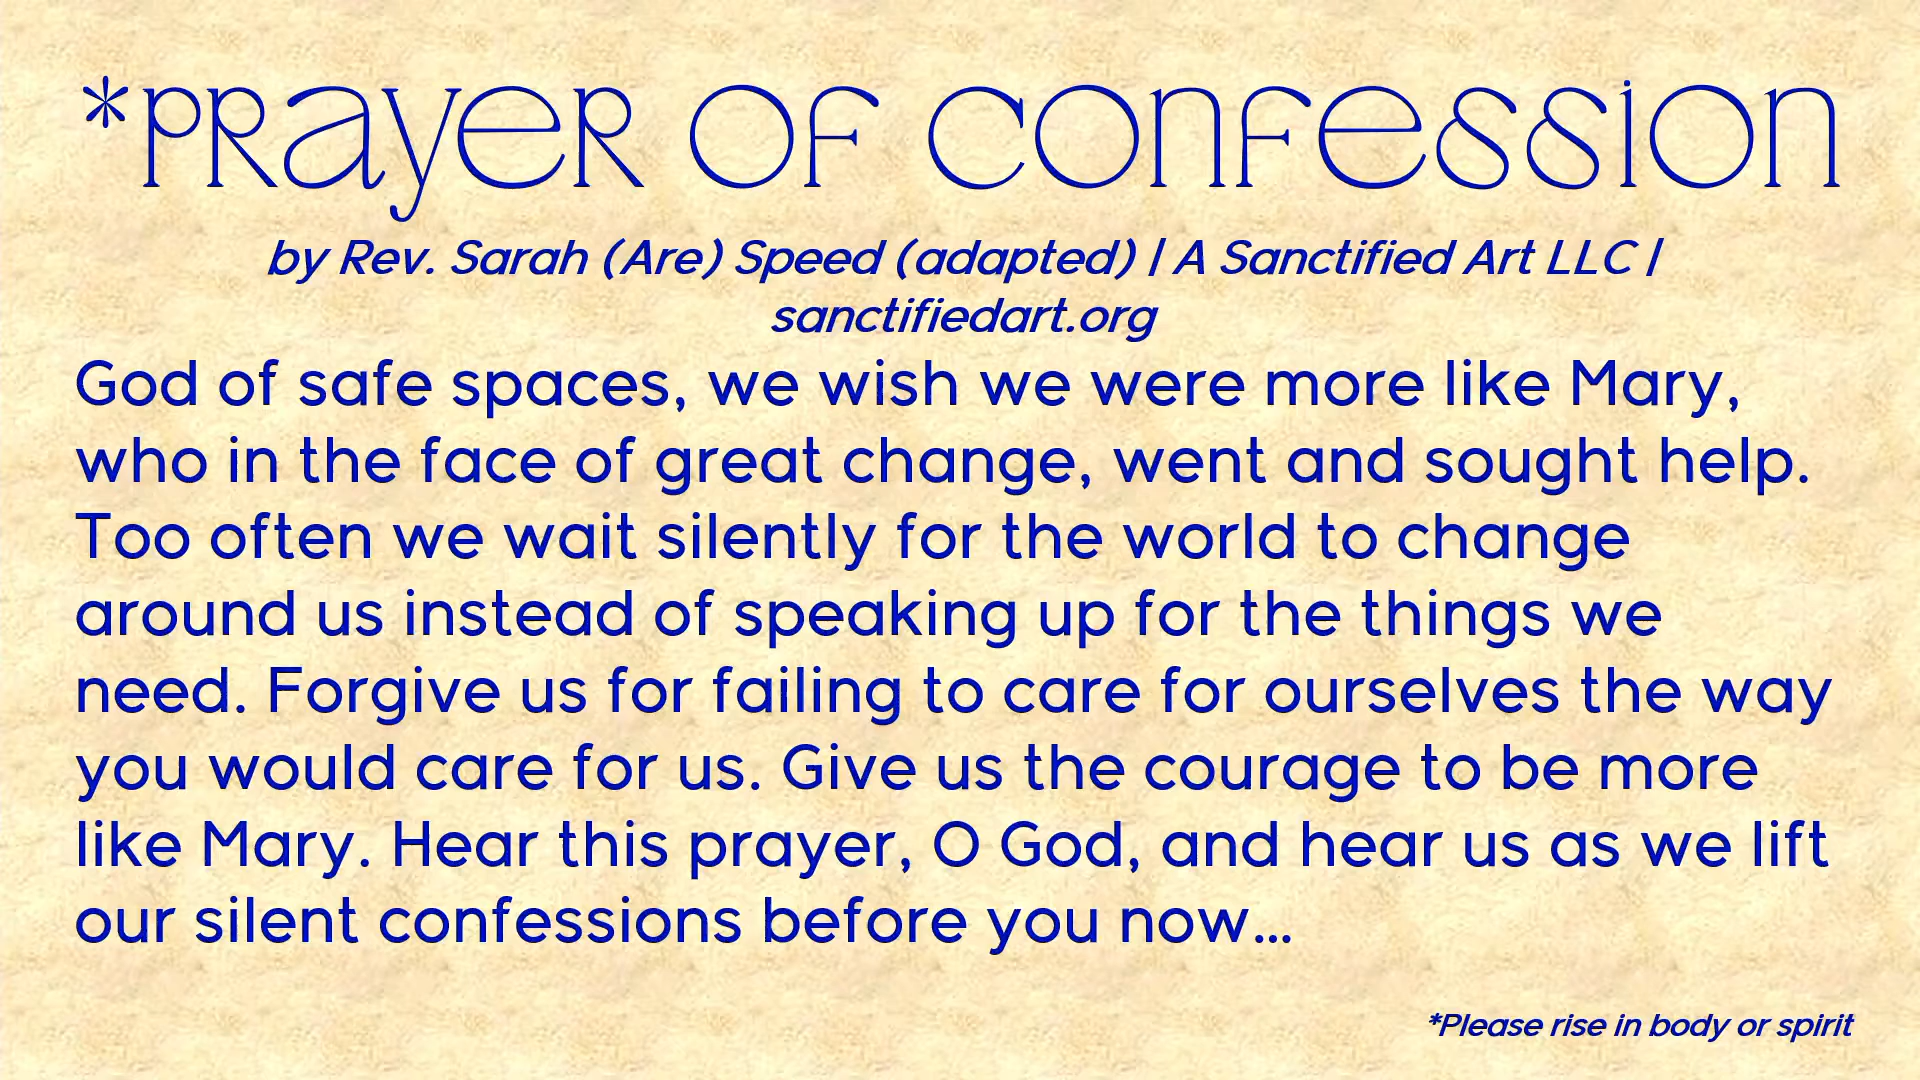 *Prayer of Confession
by Rev. Sarah (Are) Speed (adapted) | A Sanctified Art LLC |
sanctifiedart.org
God of safe spaces, we wish we were more like Mary,
who in the face of great change, went and sought help.
Too often we wait silently for the world to change
around us instead of speaking up for the things we
need. Forgive us for failing to care for ourselves the way
you would care for us. Give us the courage to be more
like Mary. Hear this prayer, O God, and hear us as we lift
our silent confessions before you now...
*Please rise in body or spirit